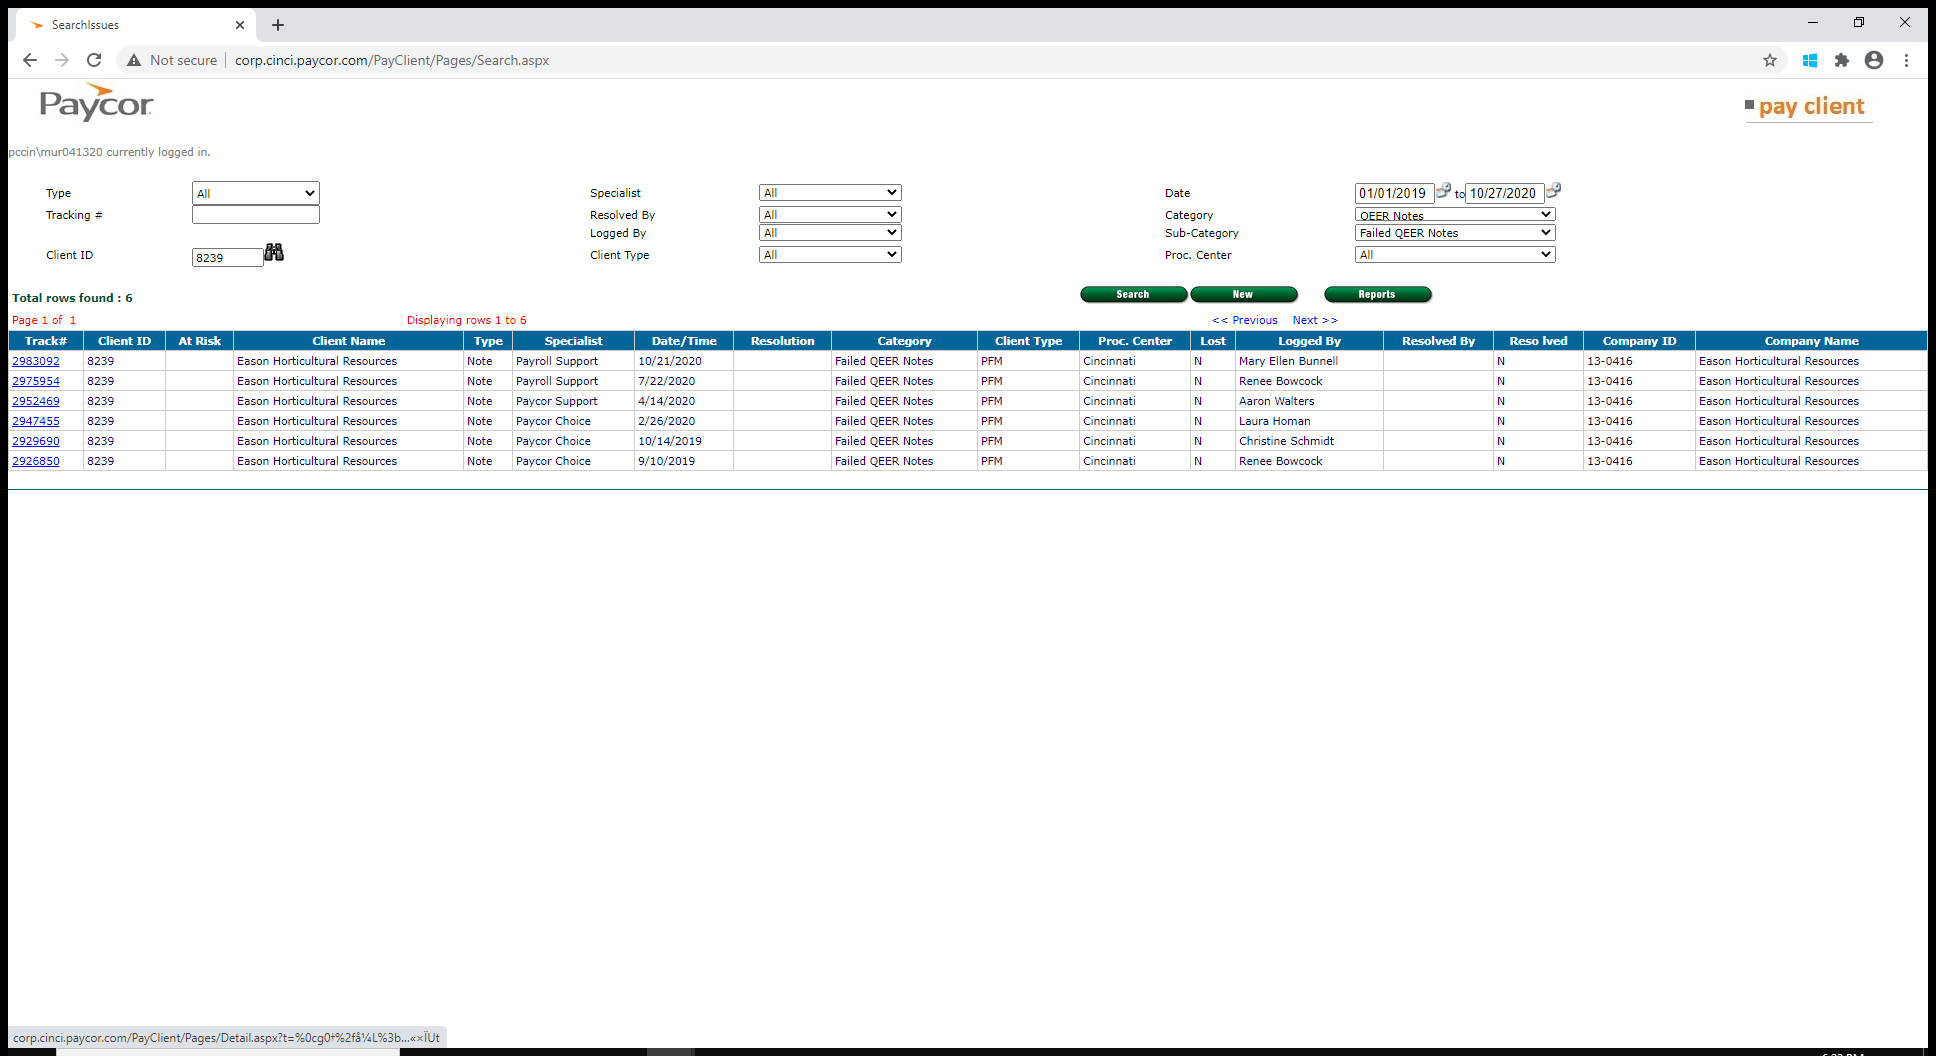 SearchIssues
Not secure corp.cinci.paycor.com/PayClient/Pages/Search.aspx
Paycor
pay client
pccin\mur041320 currently logged in.
Type All Specialist All Date 01/01/2019 to 10/27/2020
Tracking # Resolved By All Category QEER Notes
Logged By All Sub-Category Failed QEER Notes
Client ID 8239 Client Type All Proc. Center All
Total rows found : 6 Search New Reports
Page 1 of 1 Displaying rows 1 to 6 << Previous Next >>
Track# Client ID At Risk Client Name Type Specialist Date/Time Resolution Category Client Type Proc. Center Lost Logged By Resolved By Reso lved Company ID Company Name
2983092 8239 Eason Horticultural Resources Note Payroll Support 10/21/2020 Failed QEER Notes PFM Cincinnati N Mary Ellen Bunnell N 13-0416 Eason Horticultural Resources
2975954 8239 Eason Horticultural Resources Note Payroll Support 7/22/2020 Failed QEER Notes PFM Cincinnati N Renee Bowcock N 13-0416 Eason Horticultural Resources
2952469 8239 Eason Horticultural Resources Note Paycor Support 4/14/2020 Failed QEER Notes PFM Cincinnati N Aaron Walters N 13-0416 Eason Horticultural Resources
2947455 8239 Eason Horticultural Resources Note Paycor Choice 2/26/2020 Failed QEER Notes PFM Cincinnati N Laura Homan N 13-0416 Eason Horticultural Resources
2929690 8239 Eason Horticultural Resources Note Paycor Choice 10/14/2019 Failed QEER Notes PFM Cincinnati N Christine Schmidt N 13-0416 Eason Horticultural Resources
2926850 8239 Eason Horticultural Resources Note Paycor Choice 9/10/2019 Failed QEER Notes PFM Cincinnati N Renee Bowcock N 13-0416 Eason Horticultural Resources
corp.cinci.paycor.com/PayClient/Pages/Detail.aspx?t=%0cg0†%2få¼L%3b...«×ÏUt